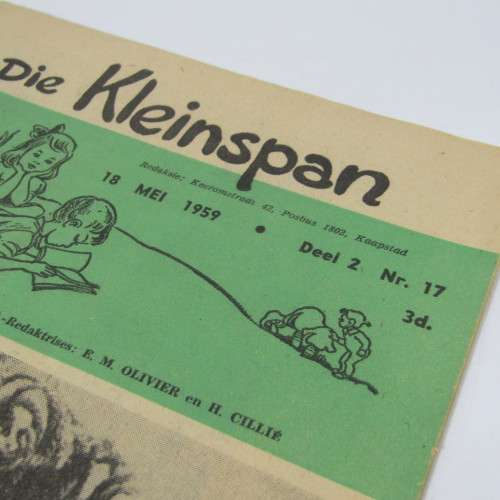 Die Kleinspan
Redaksie: Keeromstraat 42, Posbus 1802, Kaapstad
18 MEI 1959 • Deel 2 Nr. 17
3d.
-Redaktrises: E. M. OLIVIER en H. CILLIÉ